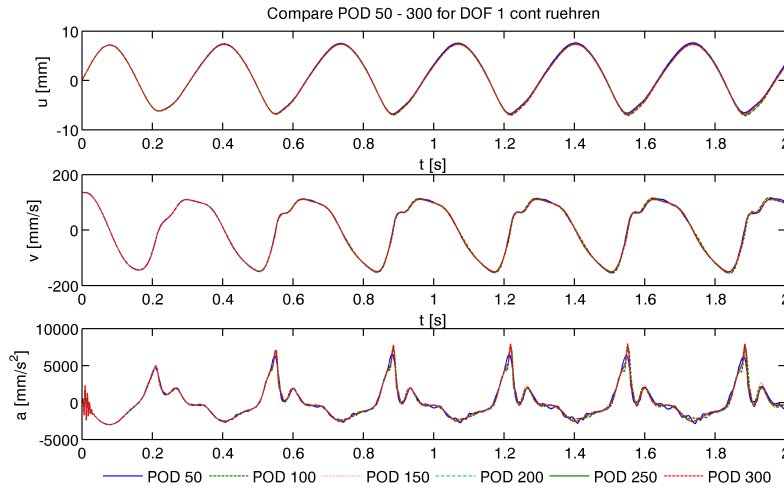 Compare POD 50 - 300 for DOF 1 cont ruehren
10
0
-10
u [mm]
0 0.2 0.4 0.6 0.8 1 1.2 1.4 1.6 1.8 2
t [s]
200
0
-200
v [mm/s]
0 0.2 0.4 0.6 0.8 1 1.2 1.4 1.6 1.8 2
t [s]
10000
5000
0
-5000
a [mm/s²]
0 0.2 0.4 0.6 0.8 1 1.2 1.4 1.6 1.8 2
POD 50 POD 100 POD 150 POD 200 POD 250 POD 300